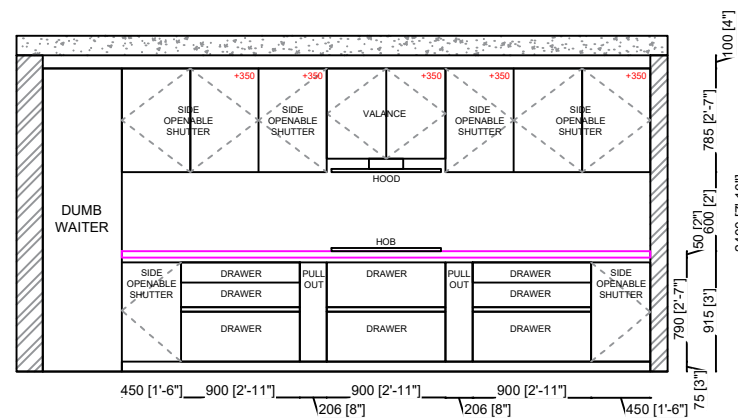 +350
+350
+350
+350
+350
SIDE
OPENABLE
SHUTTER
SIDE
OPENABLE
SHUTTER
VALANCE
SIDE
OPENABLE
SHUTTER
SIDE
OPENABLE
SHUTTER
HOOD
DUMB
WAITER
HOB
SIDE
OPENABLE
SHUTTER
DRAWER
DRAWER
DRAWER
PULL
OUT
DRAWER
DRAWER
PULL
OUT
DRAWER
DRAWER
DRAWER
SIDE
OPENABLE
SHUTTER
450 [1'-6"]
900 [2'-11"]
900 [2'-11"]
900 [2'-11"]
206 [8"]
206 [8"]
450 [1'-6"]
100 [4"]
785 [2'-7"]
600 [2']
50 [2"]
790 [2'-7"]
915 [3']
75 [3"]